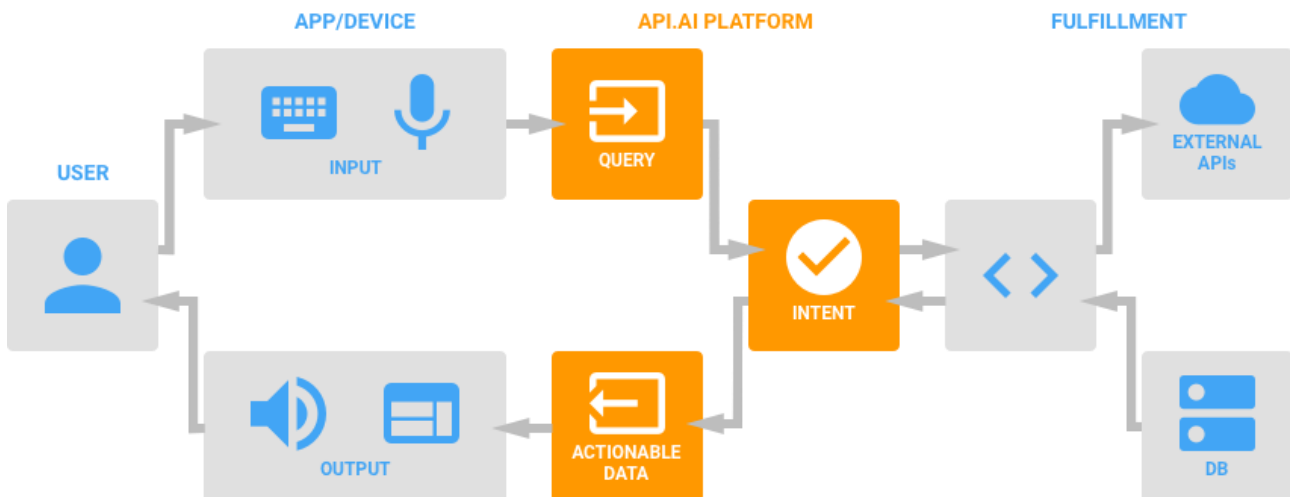 APP/DEVICE
API.AI PLATFORM
FULFILLMENT
USER
INPUT
QUERY
EXTERNAL
APIs
INTENT
OUTPUT
ACTIONABLE
DATA
DB